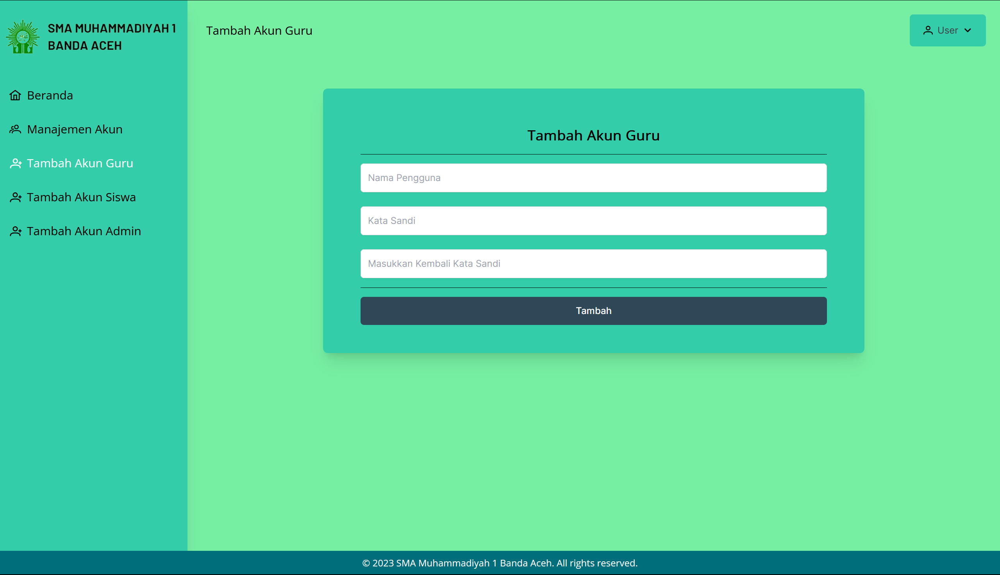 SMA MUHAMMADIYAH 1
BANDA ACEH
Beranda
Manajemen Akun
Tambah Akun Guru
Tambah Akun Siswa
Tambah Akun Admin
Tambah Akun Guru
User
Tambah Akun Guru
Nama Pengguna
Kata Sandi
Masukkan Kembali Kata Sandi
Tambah
© 2023 SMA Muhammadiyah 1 Banda Aceh. All rights reserved.